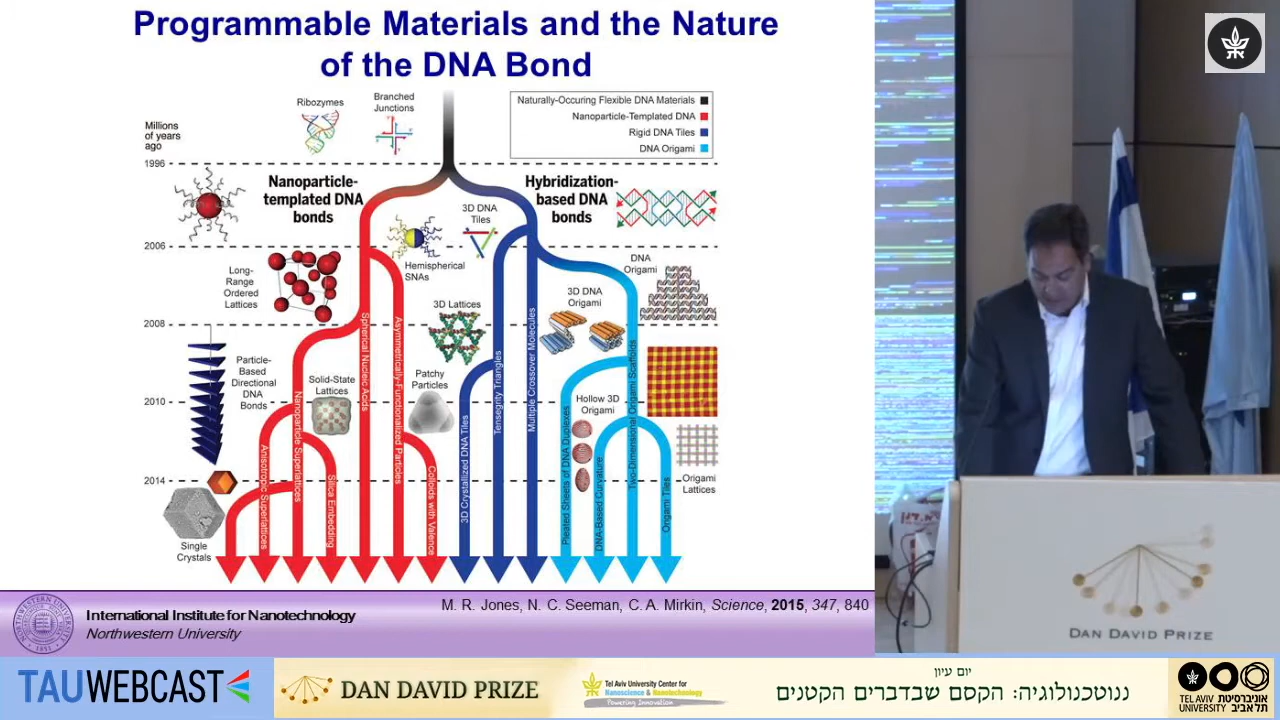 Programmable Materials and the Nature
of the DNA Bond
Ribozymes
Branched
Junctions
Naturally-Occuring Flexible DNA Materials
Nanoparticle-Templated DNA
Rigid DNA Tiles
DNA Origami
Millions
of years
ago
1996
Nanoparticle-
templated DNA
bonds
Hybridization-
based DNA
bonds
3D DNA
Tiles
2006
Hemispherical
SNAs
DNA
Origami
Long-
Range
Ordered
Lattices
3D Lattices
3D DNA
Origami
2008
Particle-
Based
Directional
DNA
Bonds
Solid-State
Lattices
Patchy
Particles
Hollow 3D
Origami
2010
2014
Origami
Lattices
Single
Crystals
Anisotropic Superlattices
Nanoparticle Superlattices
Silica Embedding
Spherical Nucleic Acids
Asymmetrically-Functionalized Particles
Colloids with Valence
3D Crystallized DNA Tiles
Tensegrity Triangles
Multiple Crossover Molecules
Pleated Sheets of DNA Duplexes
DNA-Based Curvature
Two-Dimensional Origami Scaffolds
Origami Tiles
M. R. Jones, N. C. Seeman, C. A. Mirkin, Science, 2015, 347, 840
International Institute for Nanotechnology
Northwestern University
DAN DAVID PRIZE
TAUWEBCAST
DAN DAVID PRIZE
Tel Aviv University Center for
Nanoscience & Nanotechnology
Powering Innovation
יום עיון
ננוטכנולוגיה: הקסם שבדברים הקטנים
TEL AVIV אוניברסיטת
UNIVERSITY תל אביב